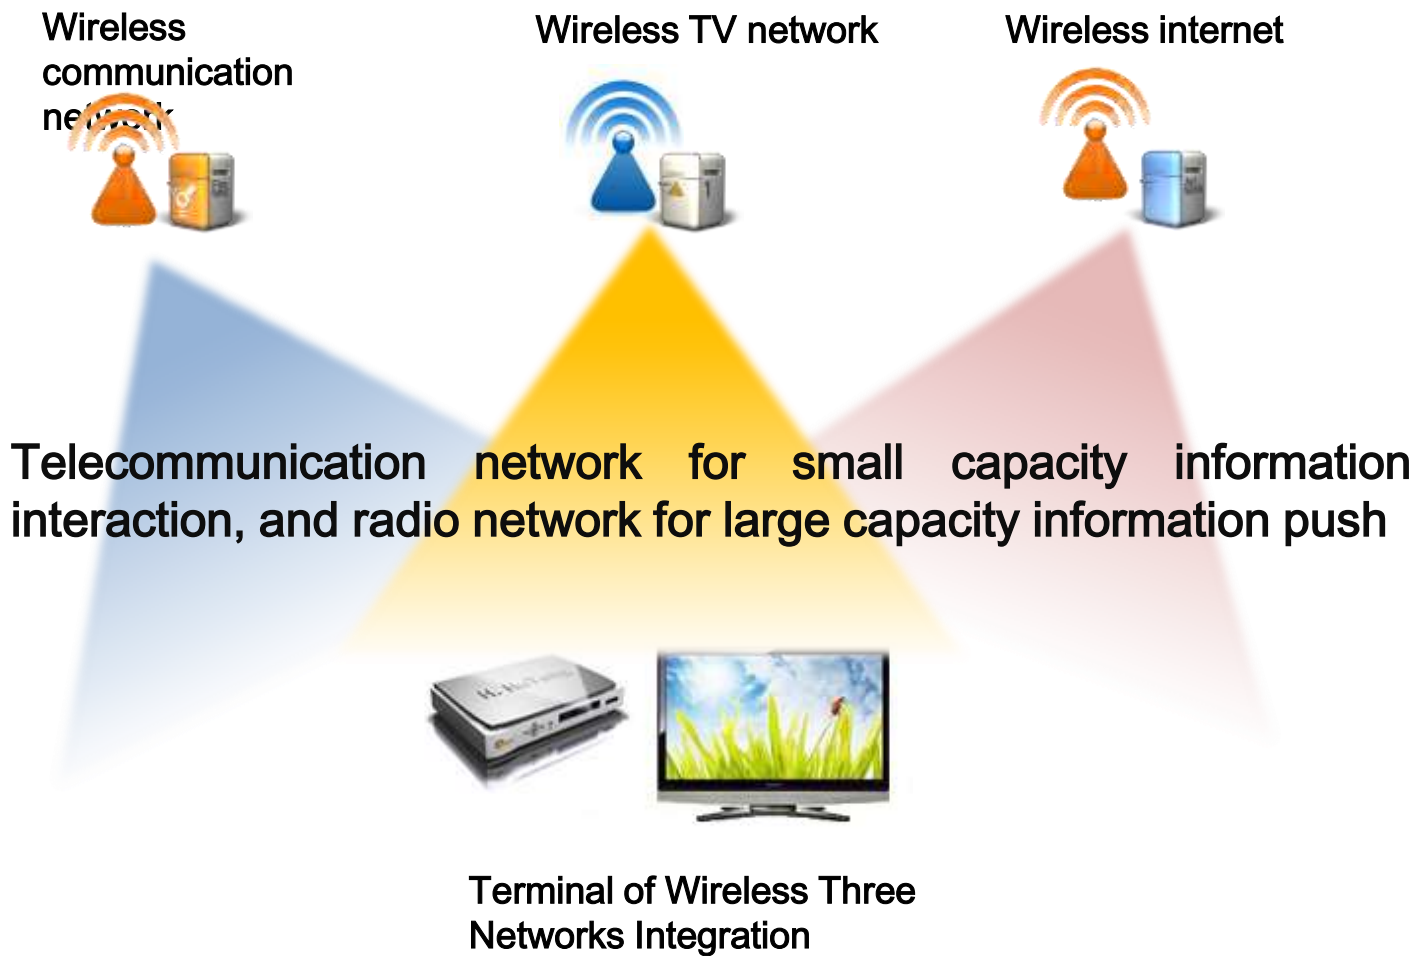 Wireless
communication
network
Wireless TV network
Wireless internet
Telecommunication network for small capacity information
interaction, and radio network for large capacity information push
Terminal of Wireless Three
Networks Integration